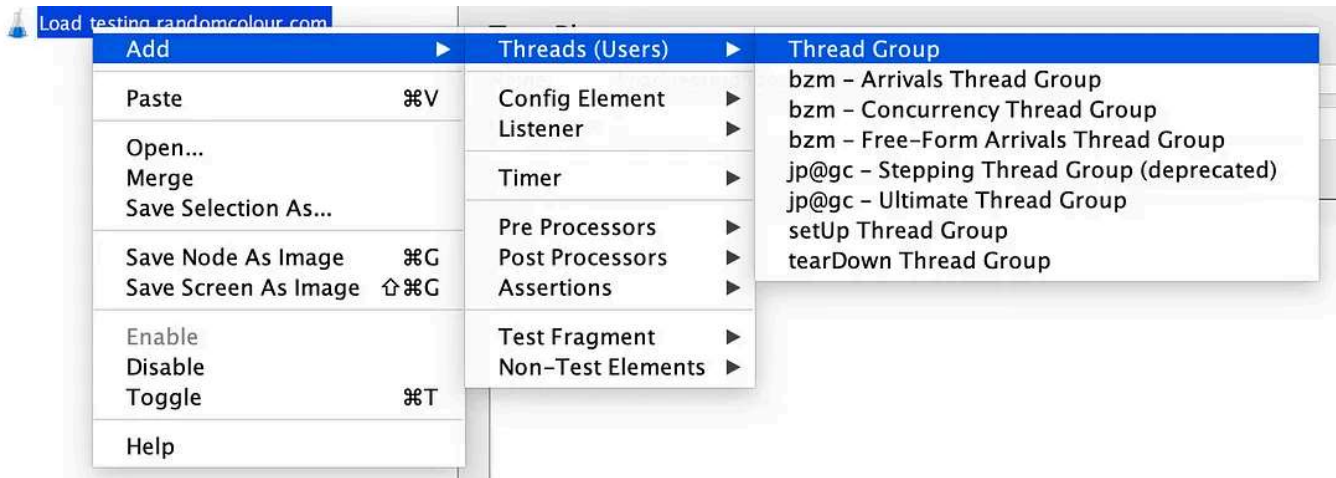 Load testing randomcolour.com
Add
Paste ⌘V
Open...
Merge
Save Selection As...
Save Node As Image ⌘G
Save Screen As Image ⇧⌘G
Enable
Disable
Toggle ⌘T
Help
Threads (Users)
Config Element
Listener
Timer
Pre Processors
Post Processors
Assertions
Test Fragment
Non-Test Elements
Thread Group
bzm - Arrivals Thread Group
bzm - Concurrency Thread Group
bzm - Free-Form Arrivals Thread Group
jp@gc - Stepping Thread Group (deprecated)
jp@gc - Ultimate Thread Group
setUp Thread Group
tearDown Thread Group